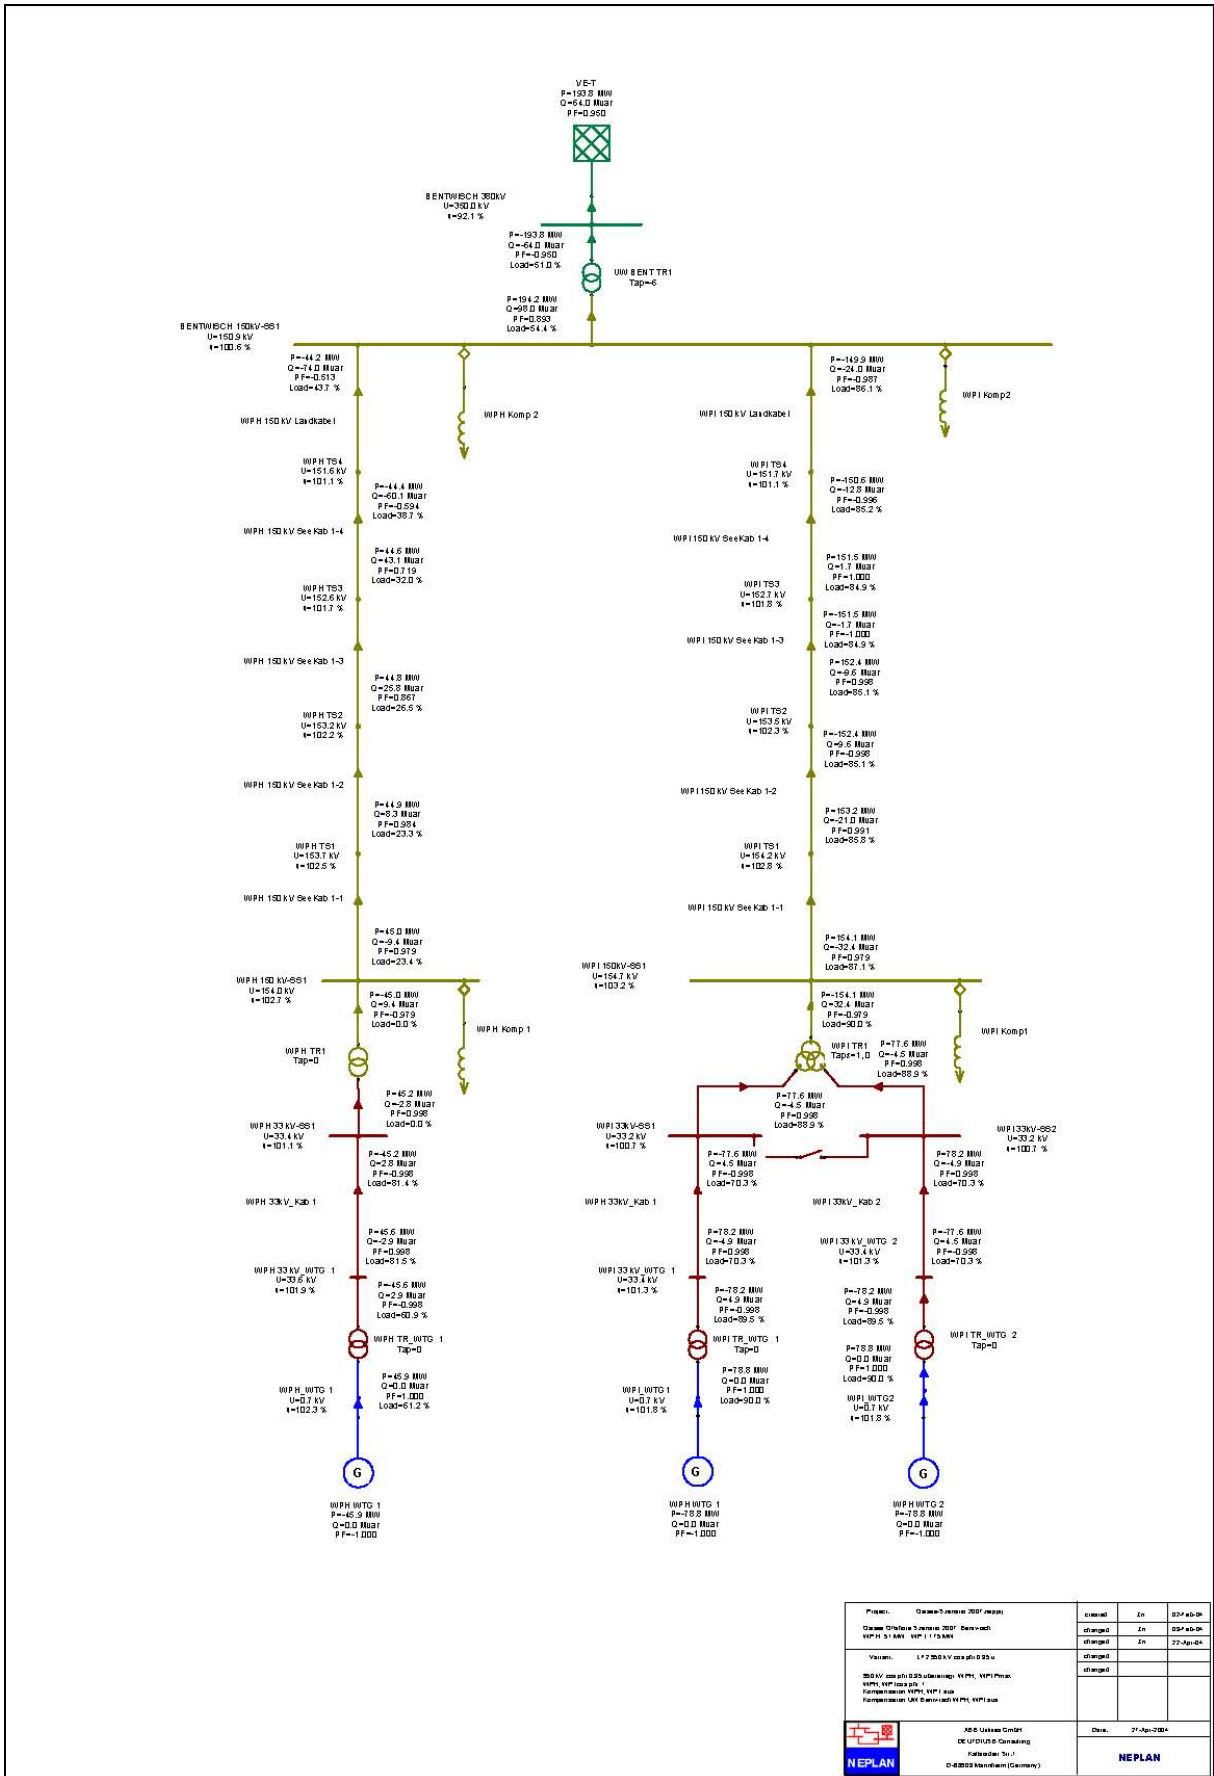 VE-T
P=193.8 MW
Q=64.0 Mvar
PF=0.950
BENTWISCH 380kV
U=350.0 kV
u=92.1 %
P=-193.8 MW
Q=-64.0 Mvar
PF=-0.950
Load=51.0 %
UW BENT TR1
Tap=-6
P=194.2 MW
Q=98.0 Mvar
PF=0.893
Load=54.4 %
BENTWISCH 150kV-SS1
U=150.9 kV
u=100.6 %
P=-44.2 MW
Q=-74.0 Mvar
PF=-0.513
Load=43.7 %
WPH Komp 2
WPH 150 kV Landkabel
P=-149.9 MW
Q=-24.0 Mvar
PF=-0.987
Load=86.1 %
WPI Komp2
WPI 150 kV Landkabel
WPH TS4
U=151.6 kV
u=101.1 %
P=-44.4 MW
Q=-60.1 Mvar
PF=-0.594
Load=38.7 %
WPH 150 kV SeeKab 1-4
P=44.6 MW
Q=43.1 Mvar
PF=0.719
Load=32.0 %
WPI TS4
U=151.7 kV
u=101.1 %
P=-150.6 MW
Q=-12.8 Mvar
PF=-0.996
Load=85.2 %
WPI 150 kV SeeKab 1-4
P=151.5 MW
Q=1.7 Mvar
PF=1.000
Load=84.9 %
WPH TS3
U=152.6 kV
u=101.7 %
WPH 150 kV SeeKab 1-3
P=44.8 MW
Q=25.8 Mvar
PF=0.867
Load=26.5 %
WPI TS3
U=152.7 kV
u=101.8 %
P=-151.5 MW
Q=-1.7 Mvar
PF=-1.000
Load=84.9 %
WPI 150 kV SeeKab 1-3
P=152.4 MW
Q=-9.6 Mvar
PF=0.998
Load=85.1 %
WPH TS2
U=153.2 kV
u=102.2 %
WPH 150 kV SeeKab 1-2
P=44.9 MW
Q=8.3 Mvar
PF=0.984
Load=23.3 %
WPI TS2
U=153.5 kV
u=102.3 %
P=-152.4 MW
Q=9.6 Mvar
PF=-0.998
Load=85.1 %
WPI 150 kV SeeKab 1-2
P=153.2 MW
Q=-21.0 Mvar
PF=0.991
Load=85.8 %
WPH TS1
U=153.7 kV
u=102.5 %
WPH 150 kV SeeKab 1-1
P=45.0 MW
Q=-9.4 Mvar
PF=0.979
Load=23.4 %
WPI TS1
U=154.2 kV
u=102.8 %
WPI 150 kV SeeKab 1-1
P=154.1 MW
Q=-32.4 Mvar
PF=0.979
Load=87.1 %
WPH 150 kV-SS1
U=154.0 kV
u=102.7 %
P=-45.0 MW
Q=9.4 Mvar
PF=-0.979
Load=0.0 %
WPH Komp 1
WPH TR1
Tap=0
P=45.2 MW
Q=-2.8 Mvar
PF=0.998
Load=0.0 %
WPI 150kV-SS1
U=154.7 kV
u=103.2 %
P=-154.1 MW
Q=32.4 Mvar
PF=-0.979
Load=90.0 %
WPI Komp1
WPI TR1
Taps=1,0
P=77.6 MW
Q=-4.5 Mvar
PF=0.998
Load=88.9 %
P=77.6 MW
Q=-4.5 Mvar
PF=0.998
Load=88.9 %
WPH 33 kV-SS1
U=33.4 kV
u=101.1 %
P=-45.2 MW
Q=2.8 Mvar
PF=-0.998
Load=81.4 %
WPH 33kV_Kab 1
P=45.6 MW
Q=-2.9 Mvar
PF=0.998
Load=81.5 %
WPI 33kV-SS1
U=33.2 kV
u=100.7 %
P=-77.6 MW
Q=4.5 Mvar
PF=-0.998
Load=70.3 %
WPH 33kV_Kab 1
P=78.2 MW
Q=-4.9 Mvar
PF=0.998
Load=70.3 %
WPI 33kV-SS2
U=33.2 kV
u=100.7 %
P=78.2 MW
Q=-4.9 Mvar
PF=0.998
Load=70.3 %
WPI 33kV_Kab 2
P=-77.6 MW
Q=4.5 Mvar
PF=-0.998
Load=70.3 %
WPH 33 kV_WTG 1
U=33.6 kV
u=101.9 %
P=-45.6 MW
Q=2.9 Mvar
PF=-0.998
Load=60.9 %
WPH TR_WTG 1
Tap=0
P=45.9 MW
Q=0.0 Mvar
PF=1.000
Load=61.2 %
WPI 33 kV_WTG 1
U=33.4 kV
u=101.3 %
P=-78.2 MW
Q=4.9 Mvar
PF=-0.998
Load=89.5 %
WPI TR_WTG 1
Tap=0
P=78.8 MW
Q=0.0 Mvar
PF=1.000
Load=90.0 %
WPI 33 kV_WTG 2
U=33.4 kV
u=101.3 %
P=-78.2 MW
Q=4.9 Mvar
PF=-0.998
Load=89.5 %
WPI TR_WTG 2
Tap=0
P=78.8 MW
Q=0.0 Mvar
PF=1.000
Load=90.0 %
WPH_WTG 1
U=0.7 kV
u=102.3 %
WPI_WTG1
U=0.7 kV
u=101.8 %
WPI_WTG2
U=0.7 kV
u=101.8 %
G
G
G
WPH WTG 1
P=-45.9 MW
Q=0.0 Mvar
PF=-1.000
WPH WTG 1
P=-78.8 MW
Q=0.0 Mvar
PF=-1.000
WPH WTG 2
P=-78.8 MW
Q=0.0 Mvar
PF=-1.000
created
changed
changed
changed
changed
27-Apr-04
ABB Utilities GmbH
Consulting
D-68309 Mannheim (Germany)
27-Apr-2004
NEPLAN
NEPLAN